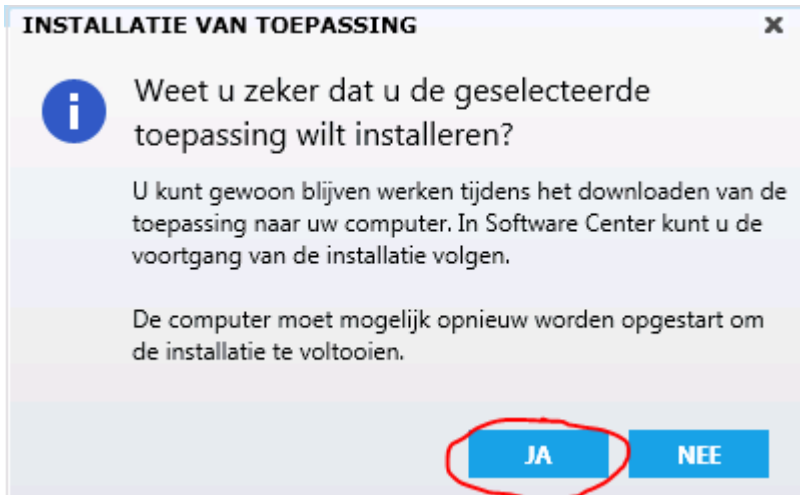 INSTALLATIE VAN TOEPASSING
Weet u zeker dat u de geselecteerde
toepassing wilt installeren?
U kunt gewoon blijven werken tijdens het downloaden van de
toepassing naar uw computer. In Software Center kunt u de
voortgang van de installatie volgen.
De computer moet mogelijk opnieuw worden opgestart om
de installatie te voltooien.
JA NEE